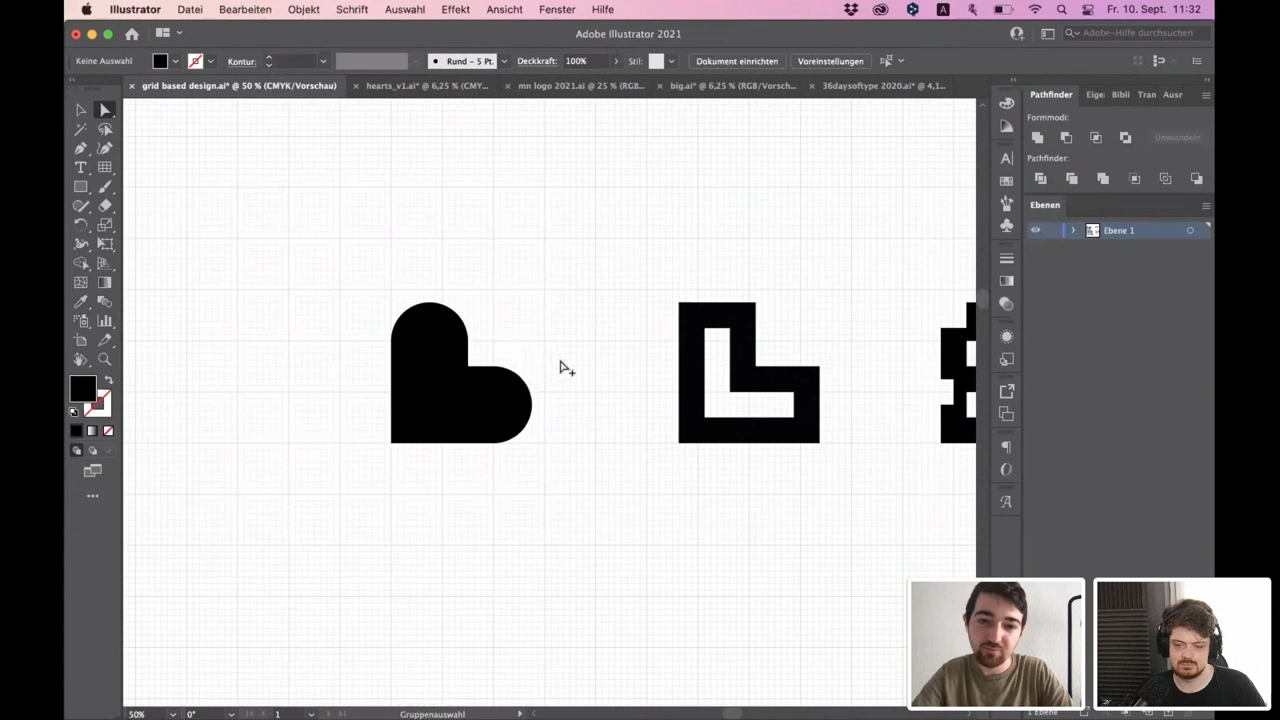 Illustrator Datei Bearbeiten Objekt Schrift Auswahl Effekt Ansicht Fenster Hilfe A Fr. 10. Sept. 11:32
Adobe Illustrator 2021 Adobe-Hilfe durchsuchen
Keine Auswahl Kontur: Rund - 5 Pt. Deckkraft: 100% Stil: Dokument einrichten Voreinstellungen
× grid based design.ai* @ 50 % (CMYK/Vorschau) × hearts_v1.ai* @ 6,25 % (CMY... × mn logo 2021.ai @ 25 % (RGB... × big.ai* @ 6,25 % (RGB/Vorsch... × 36daysoftype 2020.ai* @ 4,1...
Pathfinder Eige Bibli Tran Ausr
Formmodi:
Umwandeln
Pathfinder:
Ebenen
Ebene 1
50% 0° 1 Gruppenauswahl
1 Ebene